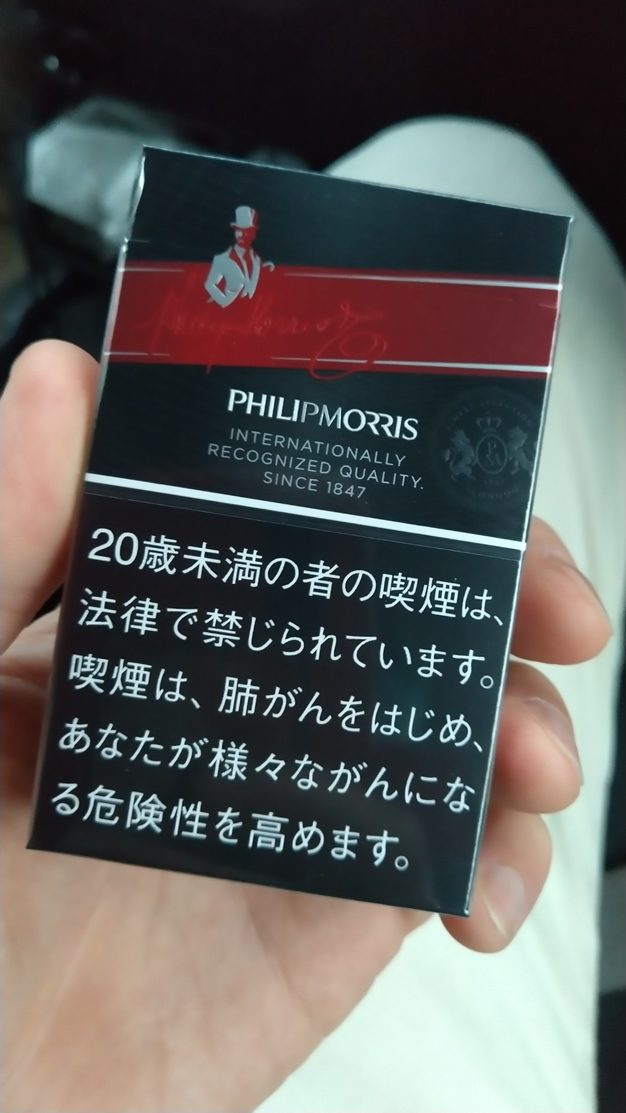 PHILIPMORRIS
INTERNATIONALLY
RECOGNIZED QUALITY.
SINCE 1847
20歳未満の者の喫煙は、
法律で禁じられています。
喫煙は、肺がんをはじめ、
あなたが様々ながんにな
る危険性を高めます。